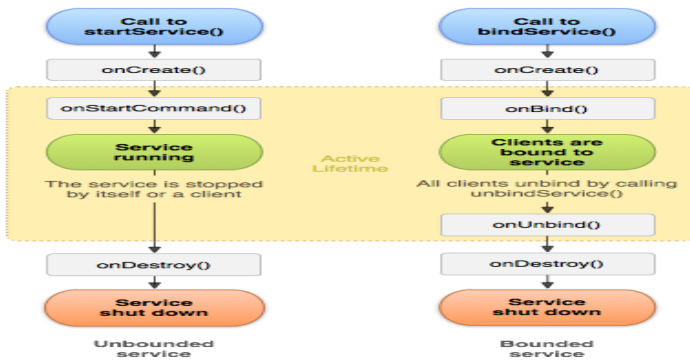 Call to
startService()
onCreate()
onStartCommand()
Service
running
The service is stopped
by itself or a client
onDestroy()
Service
shut down
Unbounded
service
Active
Lifetime
Call to
bindService()
onCreate()
onBind()
Clients are
bound to
service
All clients unbind by calling
unbindService()
onUnbind()
onDestroy()
Service
shut down
Bounded
service